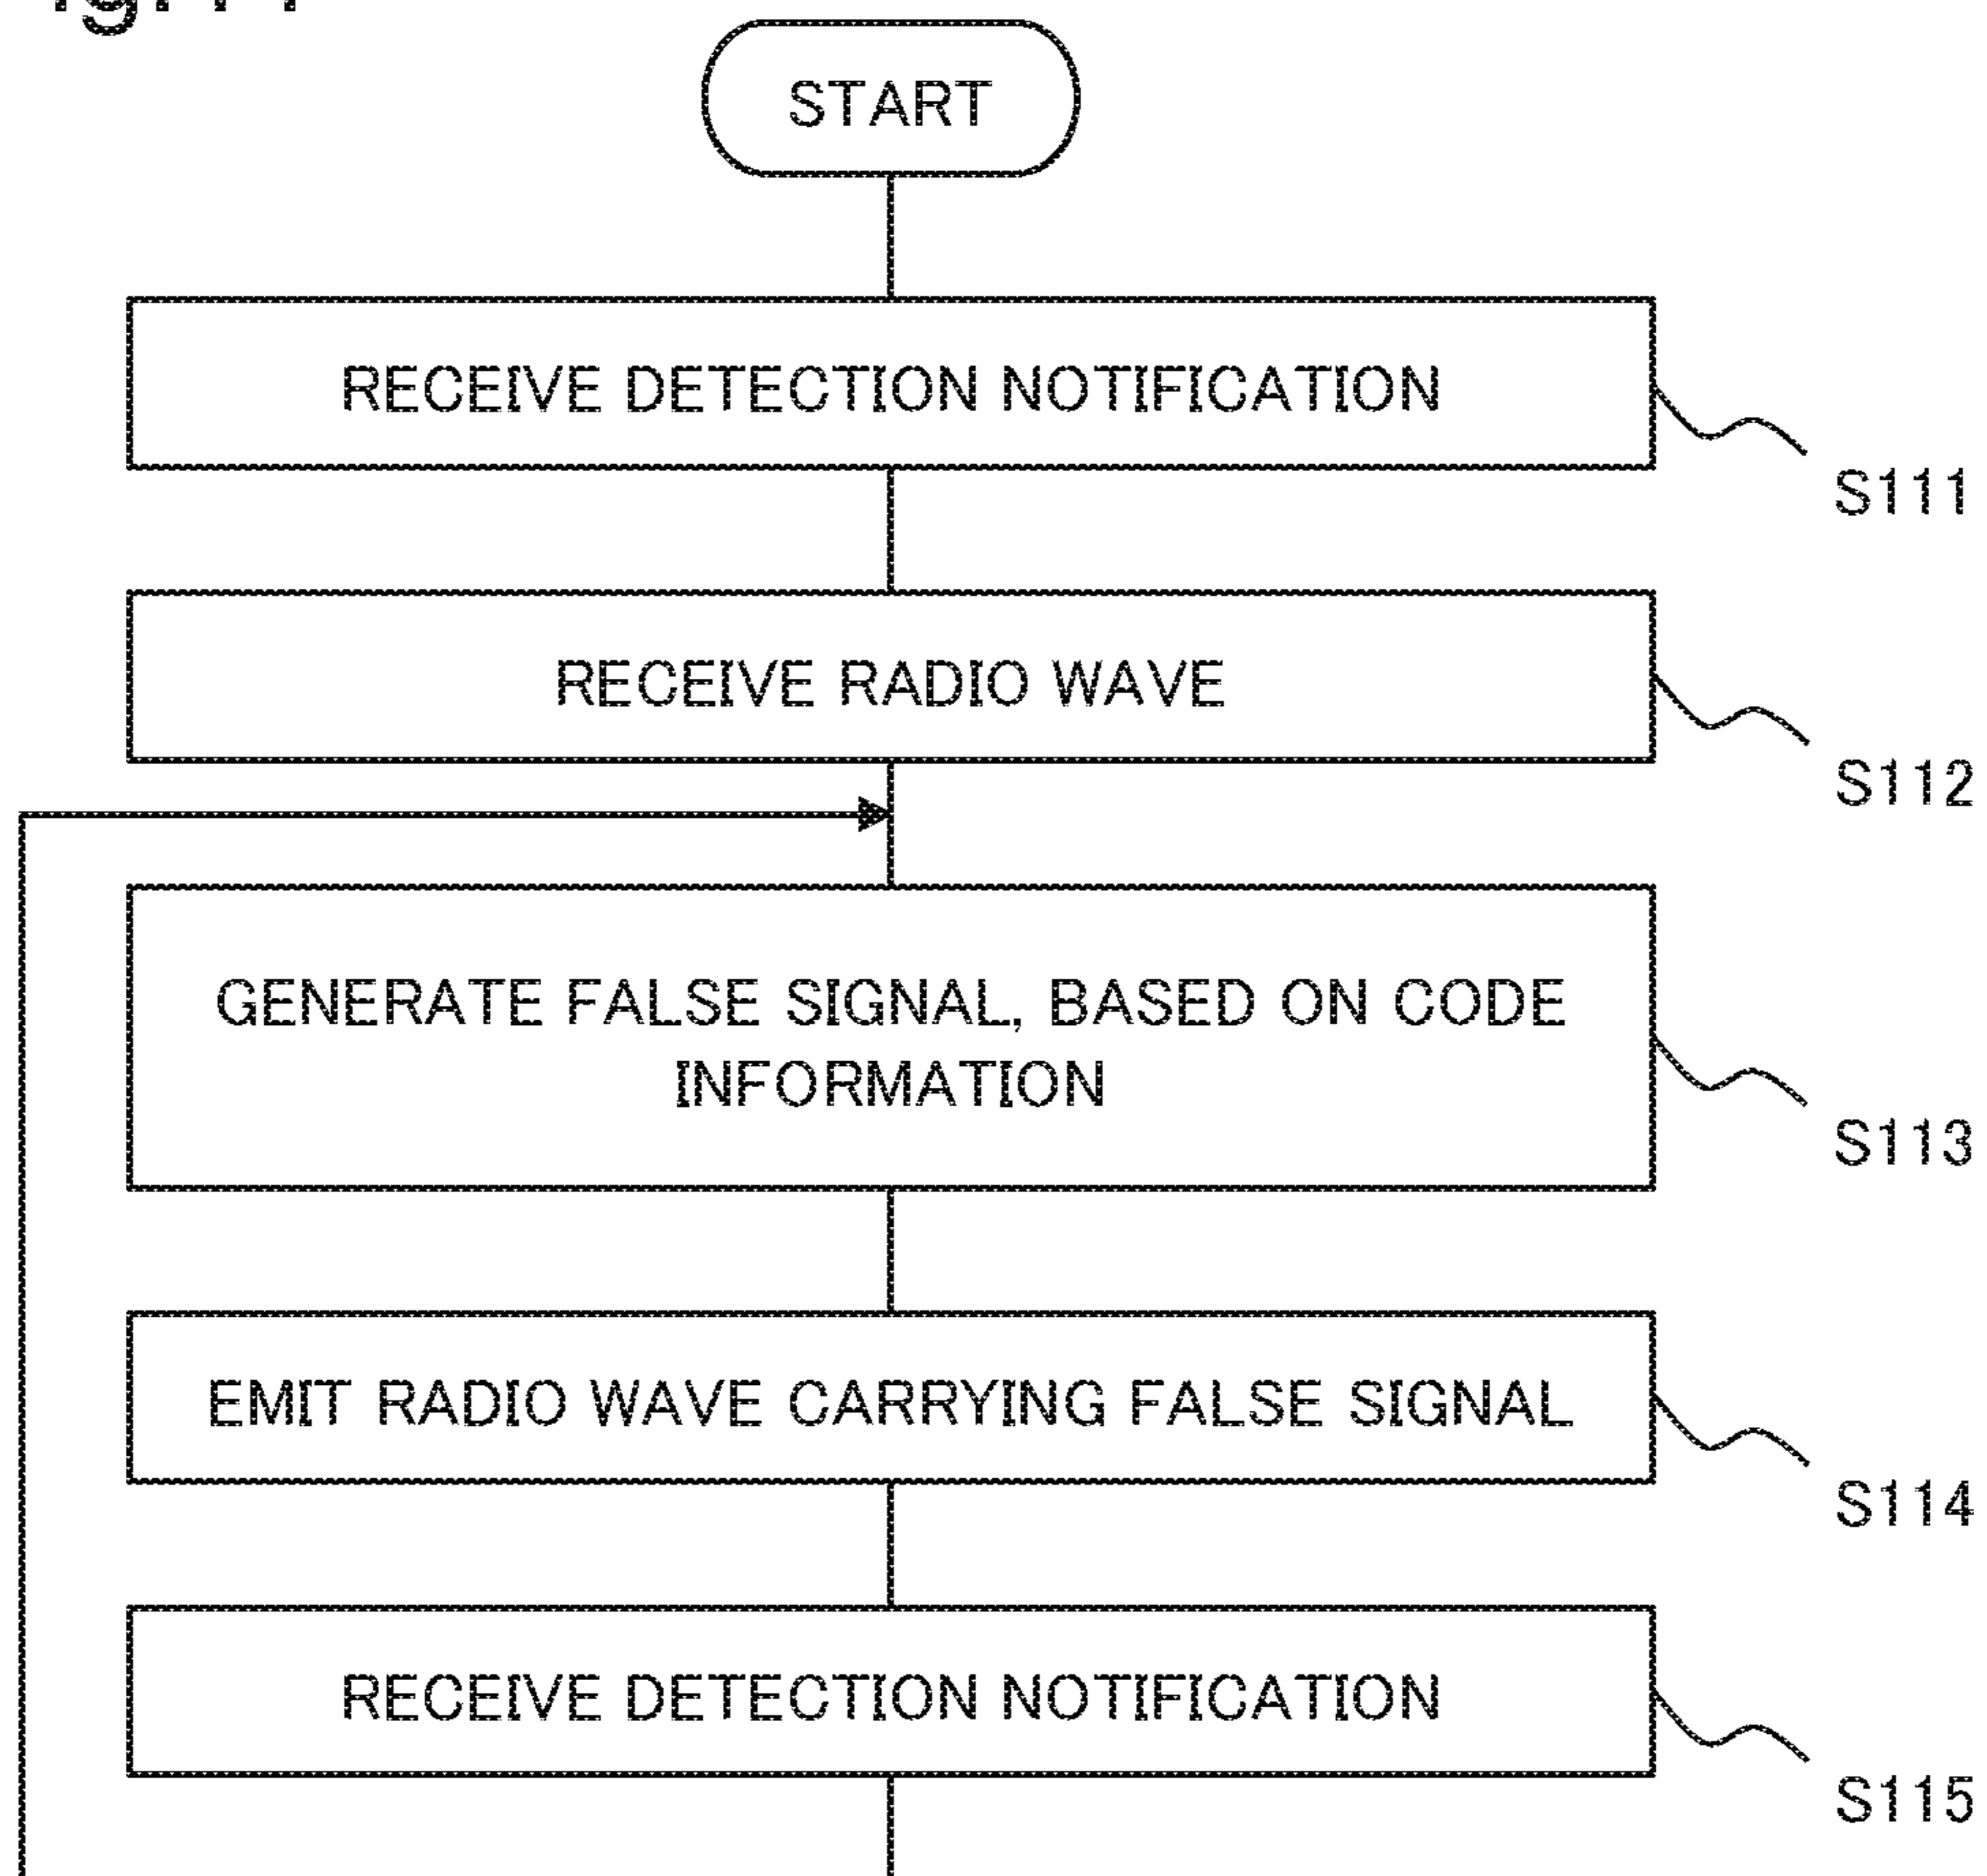 START
RECEIVE DETECTION NOTIFICATION
S111
RECEIVE RADIO WAVE
S112
GENERATE FALSE SIGNAL, BASED ON CODE
INFORMATION
S113
EMIT RADIO WAVE CARRYING FALSE SIGNAL
S114
RECEIVE DETECTION NOTIFICATION
S115